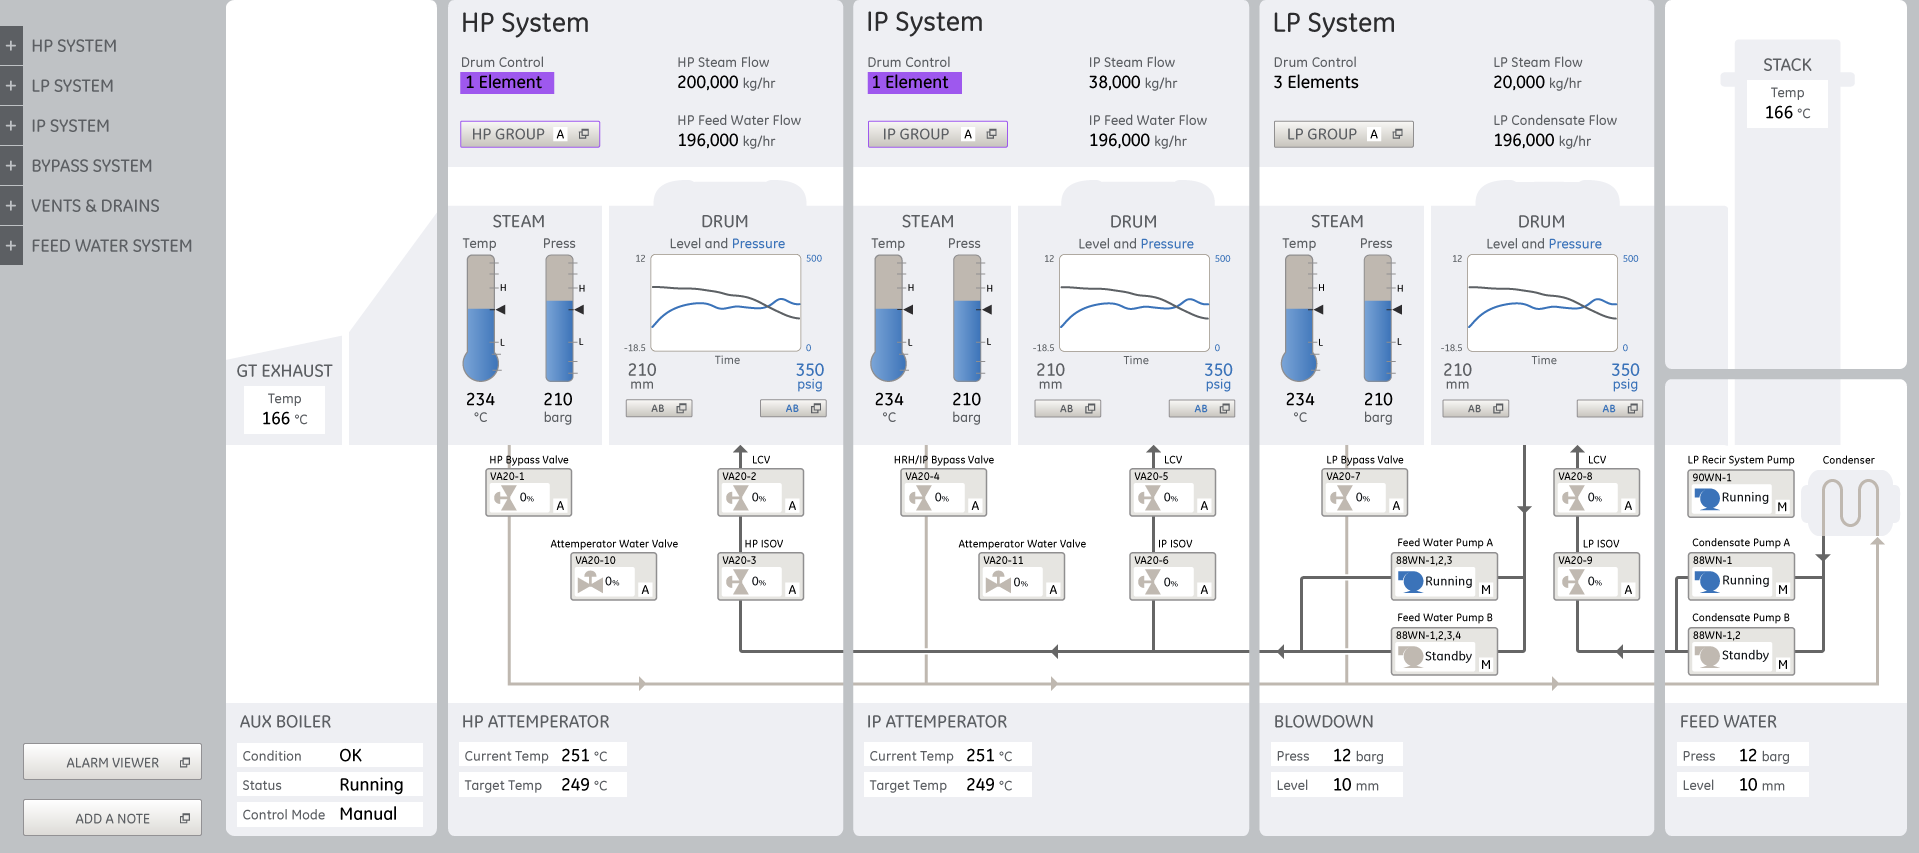 + HP SYSTEM
+ LP SYSTEM
+ IP SYSTEM
+ BYPASS SYSTEM
+ VENTS & DRAINS
+ FEED WATER SYSTEM
ALARM VIEWER
ADD A NOTE
GT EXHAUST
Temp
166 °C
AUX BOILER
Condition OK
Status Running
Control Mode Manual
HP System
Drum Control
1 Element
HP GROUP A
HP Steam Flow
200,000 kg/hr
HP Feed Water Flow
196,000 kg/hr
STEAM
Temp Press
H H
L L
234 210
°C barg
DRUM
Level and Pressure
12 500
-18.5 0
Time
210 350
mm psig
AB AB
HP Bypass Valve
VA20-1
0%
A
LCV
VA20-2
0%
A
Attemperator Water Valve
VA20-10
0%
A
HP ISOV
VA20-3
0%
A
HP ATTEMPERATOR
Current Temp 251 °C
Target Temp 249 °C
IP System
Drum Control
1 Element
IP GROUP A
IP Steam Flow
38,000 kg/hr
IP Feed Water Flow
196,000 kg/hr
STEAM
Temp Press
H H
L L
234 210
°C barg
DRUM
Level and Pressure
12 500
-18.5 0
Time
210 350
mm psig
AB AB
HRH/IP Bypass Valve
VA20-4
0%
A
LCV
VA20-5
0%
A
Attemperator Water Valve
VA20-11
0%
A
IP ISOV
VA20-6
0%
A
IP ATTEMPERATOR
Current Temp 251 °C
Target Temp 249 °C
LP System
Drum Control
3 Elements
LP GROUP A
LP Steam Flow
20,000 kg/hr
LP Condensate Flow
196,000 kg/hr
STEAM
Temp Press
H H
L L
234 210
°C barg
DRUM
Level and Pressure
12 500
-18.5 0
Time
210 350
mm psig
AB AB
LP Bypass Valve
VA20-7
0%
A
LCV
VA20-8
0%
A
Feed Water Pump A
88WN-1,2,3
Running
M
LP ISOV
VA20-9
0%
A
Feed Water Pump B
88WN-1,2,3,4
Standby
M
BLOWDOWN
Press 12 barg
Level 10 mm
STACK
Temp
166 °C
LP Recir System Pump
90WN-1
Running
M
Condenser
Condensate Pump A
88WN-1
Running
M
Condensate Pump B
88WN-1,2
Standby
M
FEED WATER
Press 12 barg
Level 10 mm